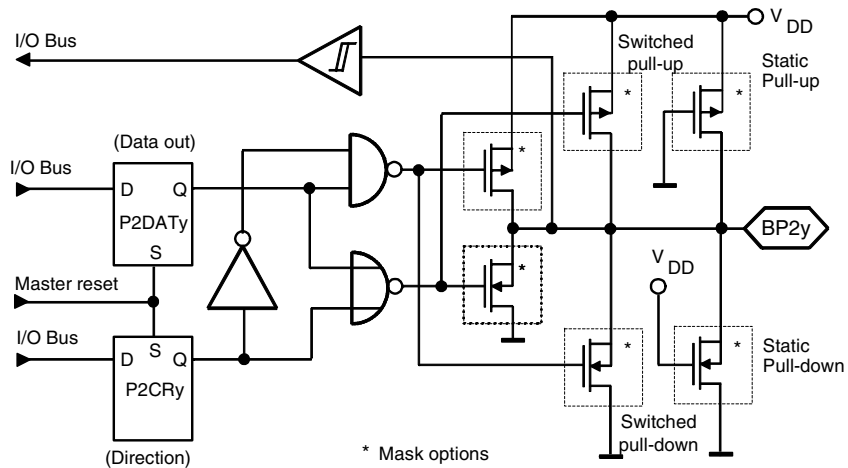 V
DD
I/O Bus
Switched
pull-up
Static
Pull-up
*
*
(Data out)
*
I/O Bus
D
Q
P2DATy
S
BP2y
*
V
DD
Master reset
I/O Bus
S
D
Q
P2CRy
*
*
Static
Pull-down
Switched
pull-down
* Mask options
(Direction)